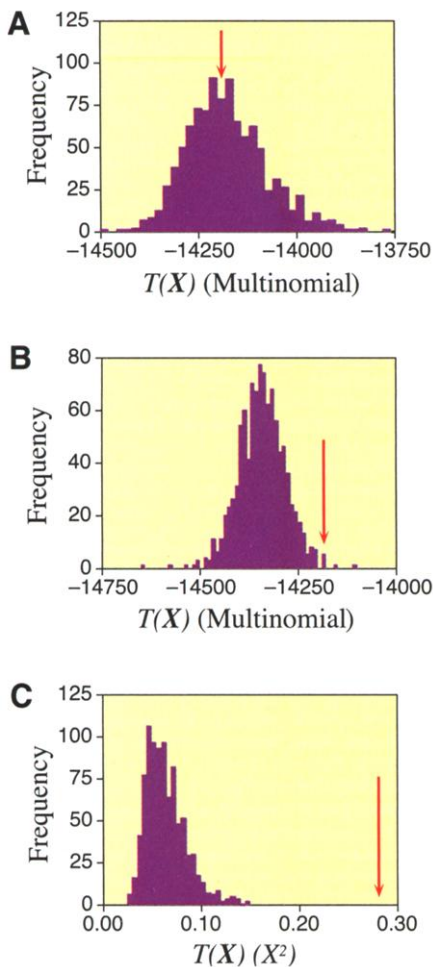 A
Frequency
125
100
75
50
25
0
−14500 −14250 −14000 −13750
T(X) (Multinomial)
B
Frequency
80
60
40
20
0
−14750 −14500 −14250 −14000
T(X) (Multinomial)
C
Frequency
125
100
75
50
25
0
0.00 0.10 0.20 0.30
T(X) (X²)